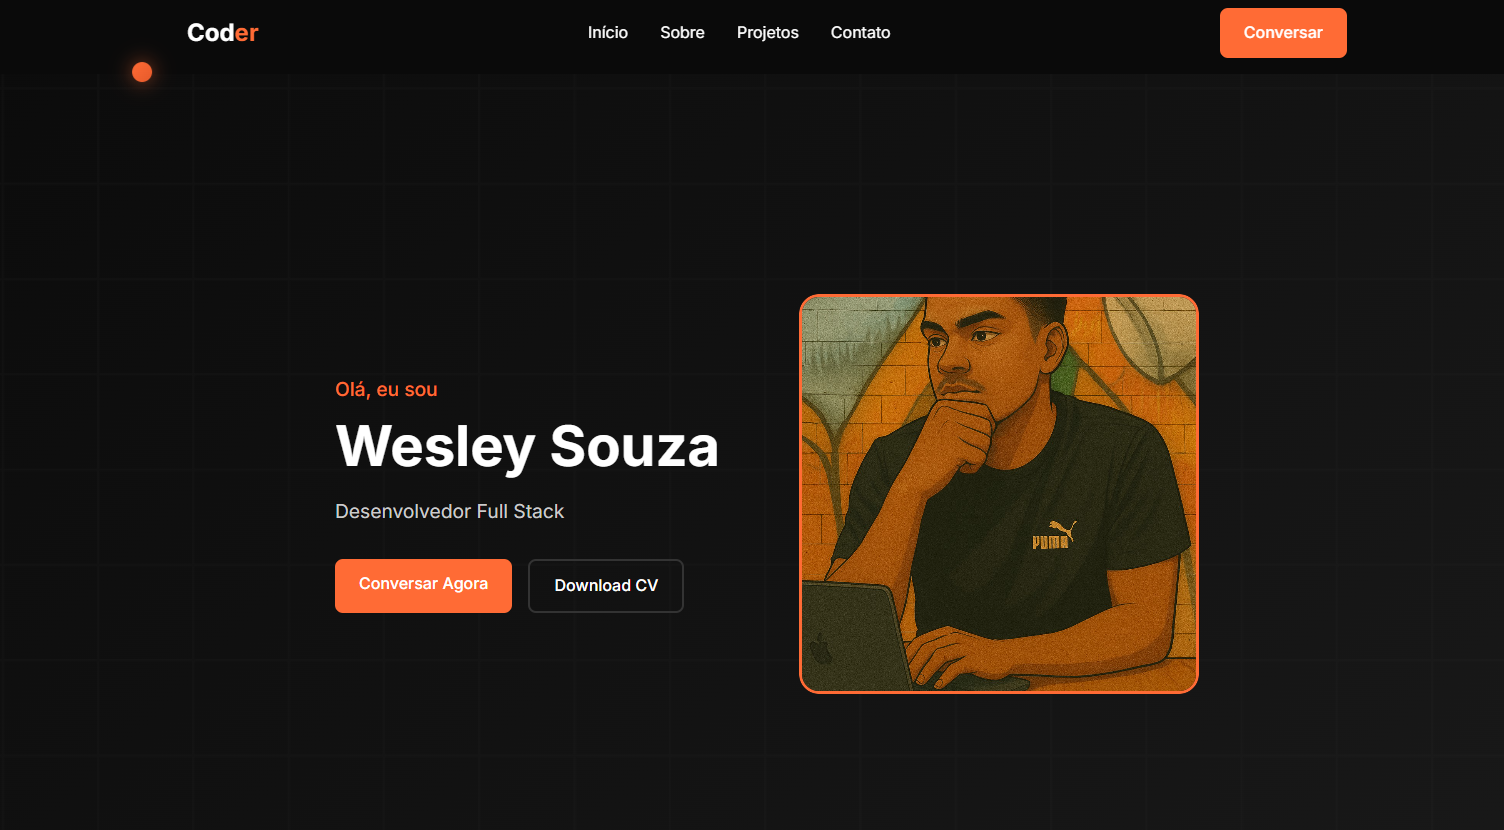 Coder
Início
Sobre
Projetos
Contato
Conversar
Olá, eu sou
Wesley Souza
Desenvolvedor Full Stack
Conversar Agora
Download CV
PUMA